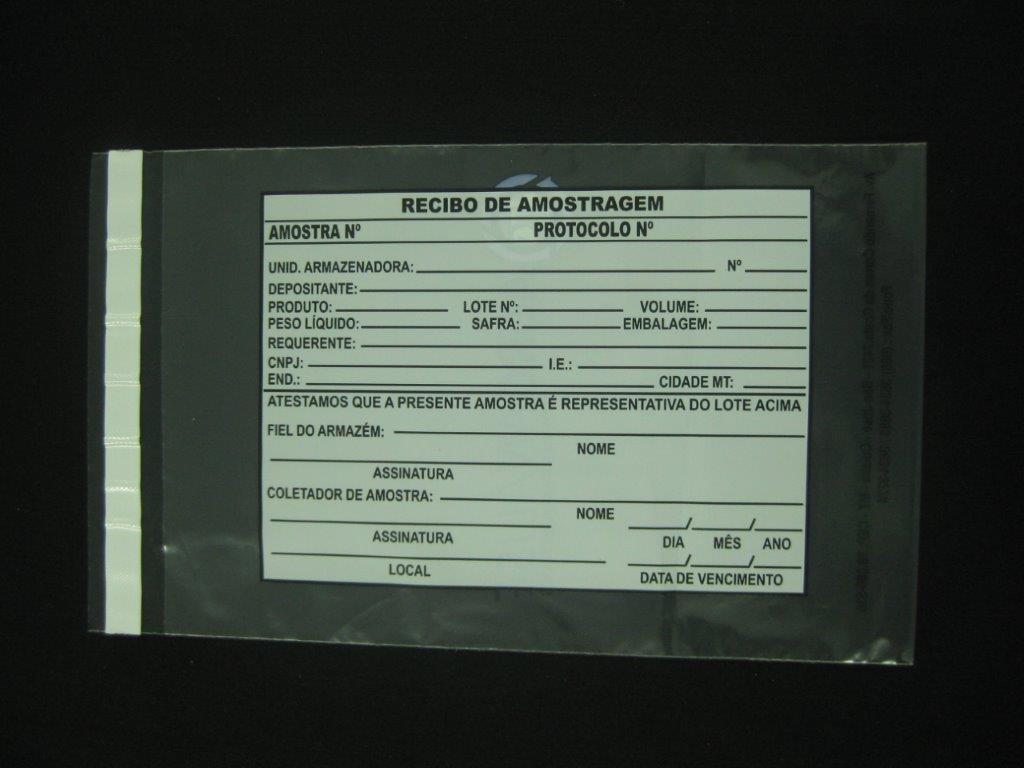 RECIBO DE AMOSTRAGEM
AMOSTRA Nº PROTOCOLO Nº
UNID. ARMAZENADORA: Nº
DEPOSITANTE:
PRODUTO: LOTE Nº: VOLUME:
PESO LÍQUIDO: SAFRA: EMBALAGEM:
REQUERENTE:
CNPJ: I.E.:
END.: CIDADE MT:
ATESTAMOS QUE A PRESENTE AMOSTRA É REPRESENTATIVA DO LOTE ACIMA
FIEL DO ARMAZÉM:
NOME
ASSINATURA
COLETADOR DE AMOSTRA:
NOME
ASSINATURA
DIA MÊS ANO
LOCAL
DATA DE VENCIMENTO